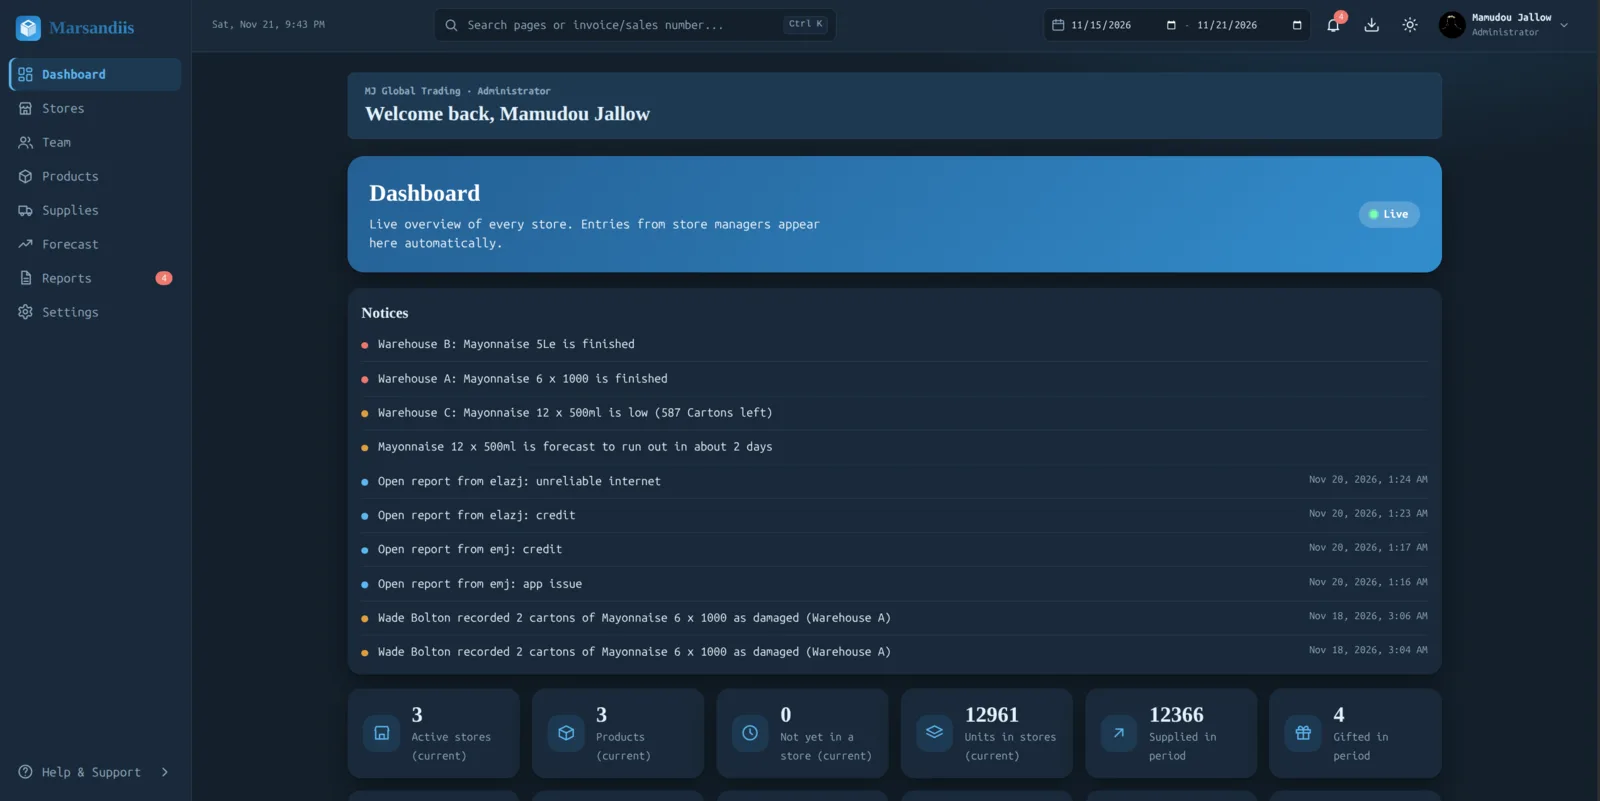 Marsandiis
Sat, Nov 21, 9:43 PM
Search pages or invoice/sales number...
Ctrl K
11/15/2026 - 11/21/2026
4
Mamudou Jallow
Administrator
Dashboard
Stores
Team
Products
Supplies
Forecast
Reports 4
Settings
Help & Support
MJ Global Trading · Administrator
Welcome back, Mamudou Jallow
Dashboard
Live overview of every store. Entries from store managers appear
here automatically.
Live
Notices
Warehouse B: Mayonnaise 5Le is finished
Warehouse A: Mayonnaise 6 x 1000 is finished
Warehouse C: Mayonnaise 12 x 500ml is low (587 Cartons left)
Mayonnaise 12 x 500ml is forecast to run out in about 2 days
Open report from elazj: unreliable internet Nov 20, 2026, 1:24 AM
Open report from elazj: credit Nov 20, 2026, 1:23 AM
Open report from emj: credit Nov 20, 2026, 1:17 AM
Open report from emj: app issue Nov 20, 2026, 1:16 AM
Wade Bolton recorded 2 cartons of Mayonnaise 6 x 1000 as damaged (Warehouse A) Nov 18, 2026, 3:06 AM
Wade Bolton recorded 2 cartons of Mayonnaise 6 x 1000 as damaged (Warehouse A) Nov 18, 2026, 3:04 AM
3
Active stores
(current)
3
Products
(current)
0
Not yet in a
store (current)
12961
Units in stores
(current)
12366
Supplied in
period
4
Gifted in
period